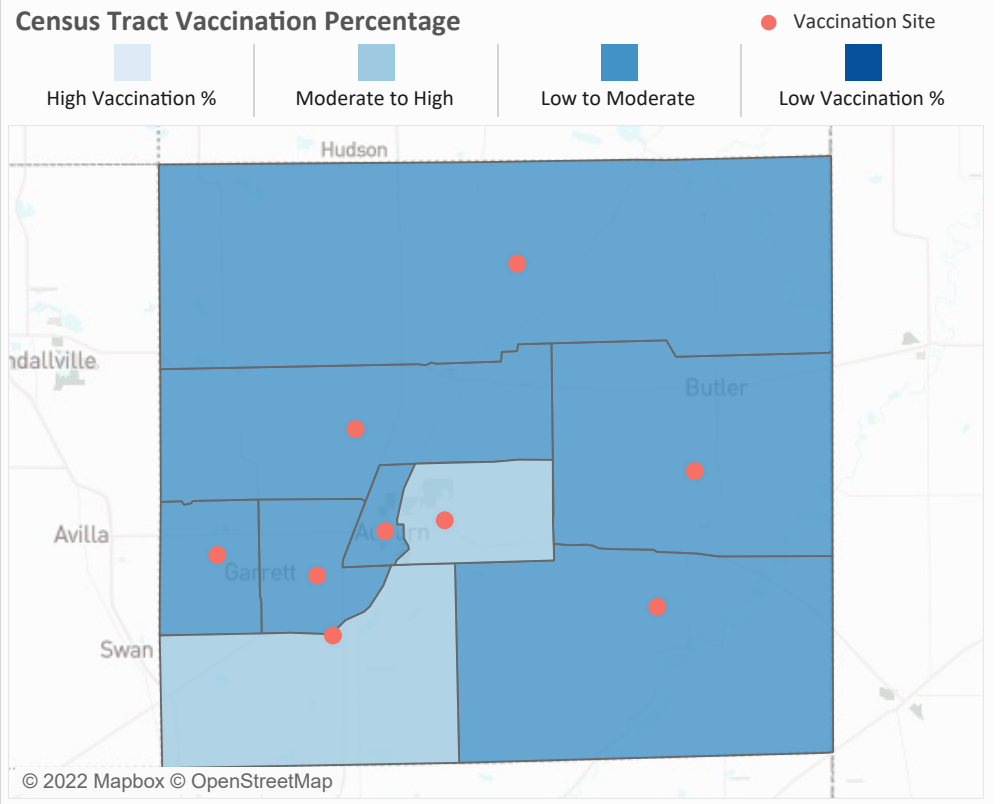 Census Tract Vaccination Percentage
Vaccination Site
High Vaccination %
Moderate to High
Low to Moderate
Low Vaccination %
Hudson
ndallville
Butler
Auburn
Avilla
Garrett
Swan
© 2022 Mapbox © OpenStreetMap